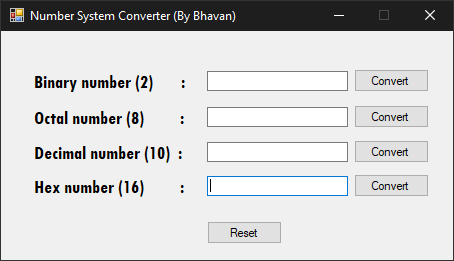 Number System Converter (By Bhavan)
Binary number (2) : Convert
Octal number (8) : Convert
Decimal number (10) : Convert
Hex number (16) : Convert
Reset